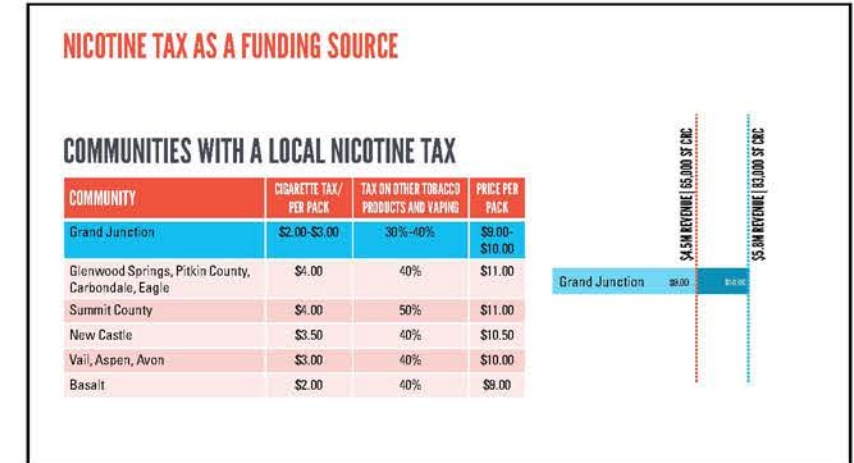 NICOTINE TAX AS A FUNDING SOURCE
COMMUNITIES WITH A LOCAL NICOTINE TAX
COMMUNITY CIGARETTE TAX/ PER PACK TAX ON OTHER TOBACCO PRODUCTS AND VAPING PRICE PER PACK
Grand Junction $2.00-$3.00 30%-40% $9.00-$10.00
Glenwood Springs, Pitkin County, Carbondale, Eagle $4.00 40% $11.00
Summit County $4.00 50% $11.00
New Castle $3.50 40% $10.50
Vail, Aspen, Avon $3.00 40% $10.00
Basalt $2.00 40% $9.00
$4.5M REVENUE | 65,000 SF CRC
$5.8M REVENUE | 83,000 SF CRC
Grand Junction $9.00 $10.00